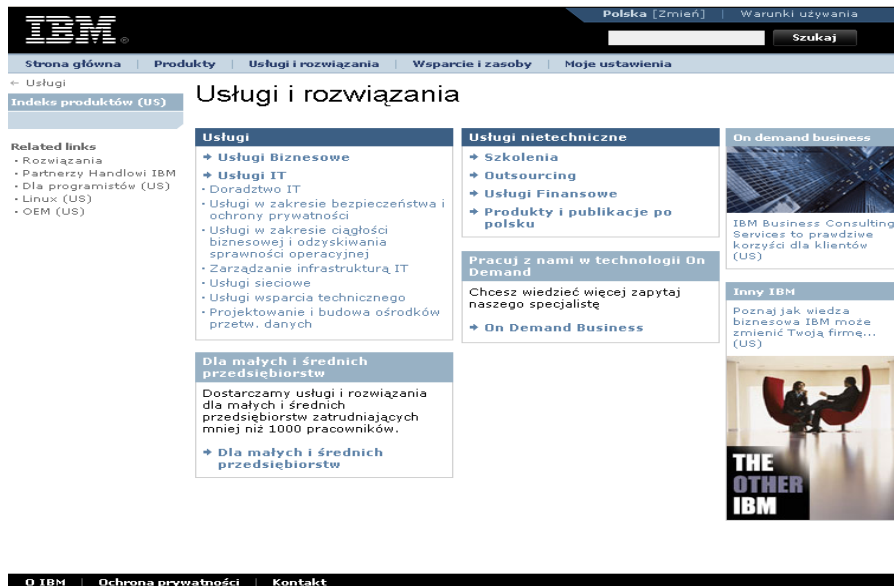 Polska [Zmień] | Warunki używania
IBM®
Szukaj
Strona główna | Produkty | Usługi i rozwiązania | Wsparcie i zasoby | Moje ustawienia
← Usługi
Indeks produktów (US)
Related links
· Rozwiązania
· Partnerzy Handlowi IBM
· Dla programistów (US)
· Linux (US)
· OEM (US)
Usługi i rozwiązania
Usługi
Usługi Biznesowe
Usługi IT
· Doradztwo IT
· Usługi w zakresie bezpieczeństwa i
ochrony prywatności
· Usługi w zakresie ciągłości
biznesowej i odzyskiwania
sprawności operacyjnej
· Zarządzanie infrastrukturą IT
· Usługi sieciowe
· Usługi wsparcia technicznego
· Projektowanie i budowa ośrodków
przetw. danych
Dla małych i średnich
przedsiębiorstw
Dostarczamy usługi i rozwiązania
dla małych i średnich
przedsiębiorstw zatrudniających
mniej niż 1000 pracowników.
Dla małych i średnich
przedsiębiorstw
Usługi nietechniczne
Szkolenia
Outsourcing
Usługi Finansowe
Produkty i publikacje po
polsku
Pracuj z nami w technologii On
Demand
Chcesz wiedzieć więcej zapytaj
naszego specjalistę
On Demand Business
On demand business
IBM Business Consulting
Services to prawdziwe
korzyści dla klientów
(US)
Inny IBM
Poznaj jak wiedza
biznesowa IBM może
zmienić Twoją firmę...
(US)
THE
OTHER
IBM
O IBM | Ochrona prywatności | Kontakt